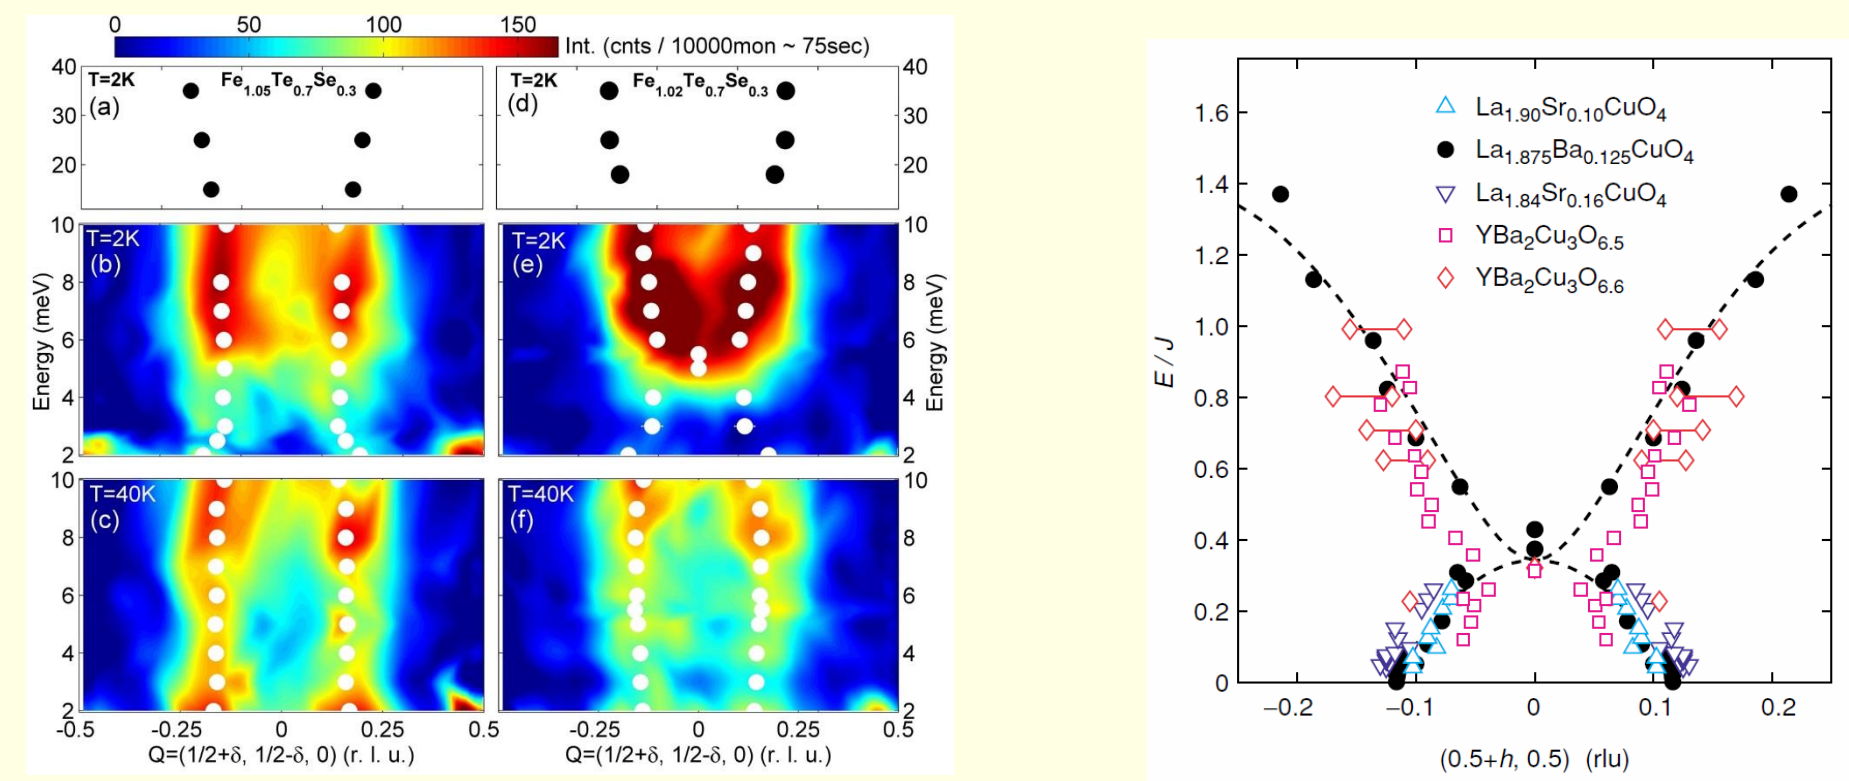 0 50 100 150
Int. (cnts / 10000mon ~ 75sec)
40 T=2K Fe1.05Te0.7Se0.3 T=2K Fe1.02Te0.7Se0.3 40
(a) (d)
30 30
20 20
10 T=2K T=2K 10
(b) (e)
8 8
6 6
4 4
2 2
Energy (meV) Energy (meV)
10 T=40K T=40K 10
(c) (f)
8 8
6 6
4 4
2 2
-0.5 -0.25 0 0.25 0.5 -0.25 0 0.25 0.5
Q=(1/2+δ, 1/2-δ, 0) (r. l. u.) Q=(1/2+δ, 1/2-δ, 0) (r. l. u.)
La1.90Sr0.10CuO4
La1.875Ba0.125CuO4
La1.84Sr0.16CuO4
YBa2Cu3O6.5
YBa2Cu3O6.6
1.6
1.4
1.2
1.0
0.8
0.6
0.4
0.2
0
E / J
−0.2 −0.1 0 0.1 0.2
(0.5+h, 0.5) (rlu)